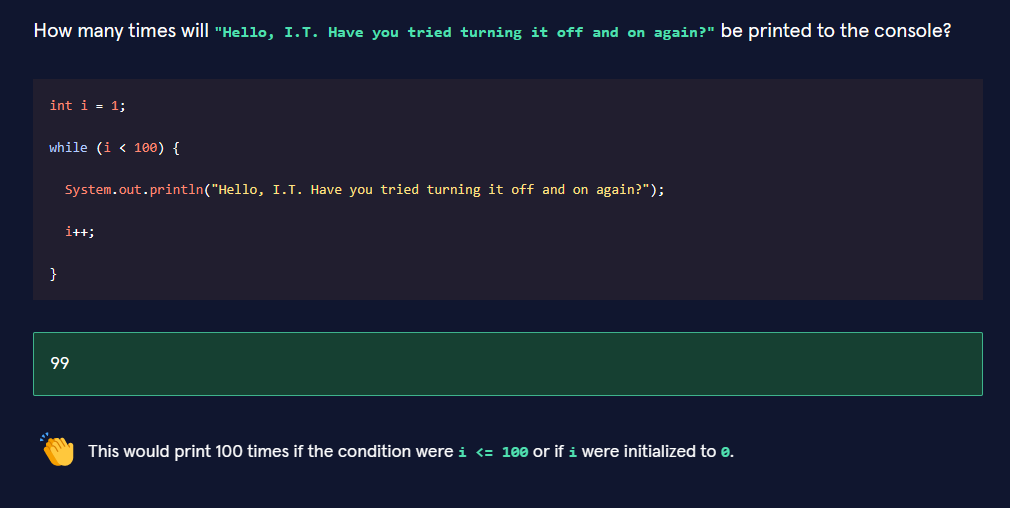 How many times will "Hello, I.T. Have you tried turning it off and on again?" be printed to the console?
int i = 1;
while (i < 100) {
  System.out.println("Hello, I.T. Have you tried turning it off and on again?");
  i++;
}
99
This would print 100 times if the condition were i <= 100 or if i were initialized to 0.